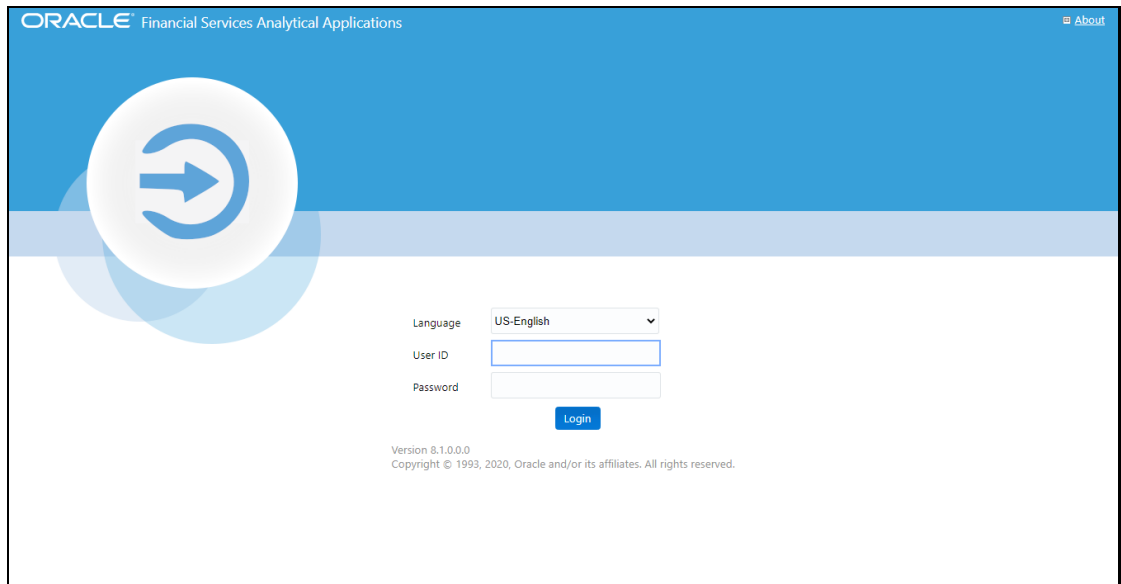 ORACLE® Financial Services Analytical Applications
About
Language US-English
User ID
Password
Login
Version 8.1.0.0.0
Copyright © 1993, 2020, Oracle and/or its affiliates. All rights reserved.